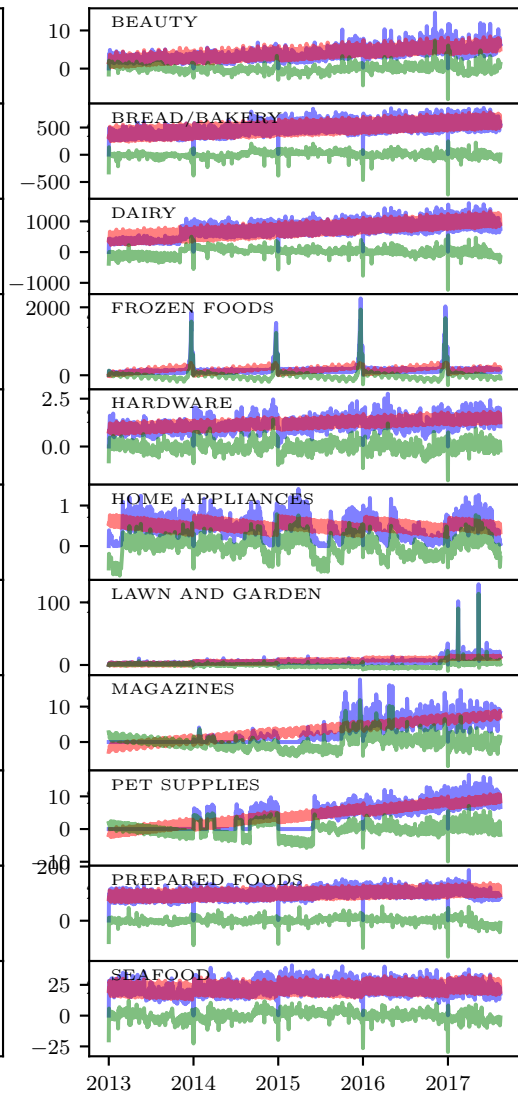 BEAUTY
10
0
BREAD/BAKERY
500
0
−500
DAIRY
1000
0
−1000
FROZEN FOODS
2000
0
HARDWARE
2.5
0.0
HOME APPLIANCES
1
0
LAWN AND GARDEN
100
0
MAGAZINES
10
0
PET SUPPLIES
10
0
−10
PREPARED FOODS
200
0
SEAFOOD
25
0
−25
2013 2014 2015 2016 2017